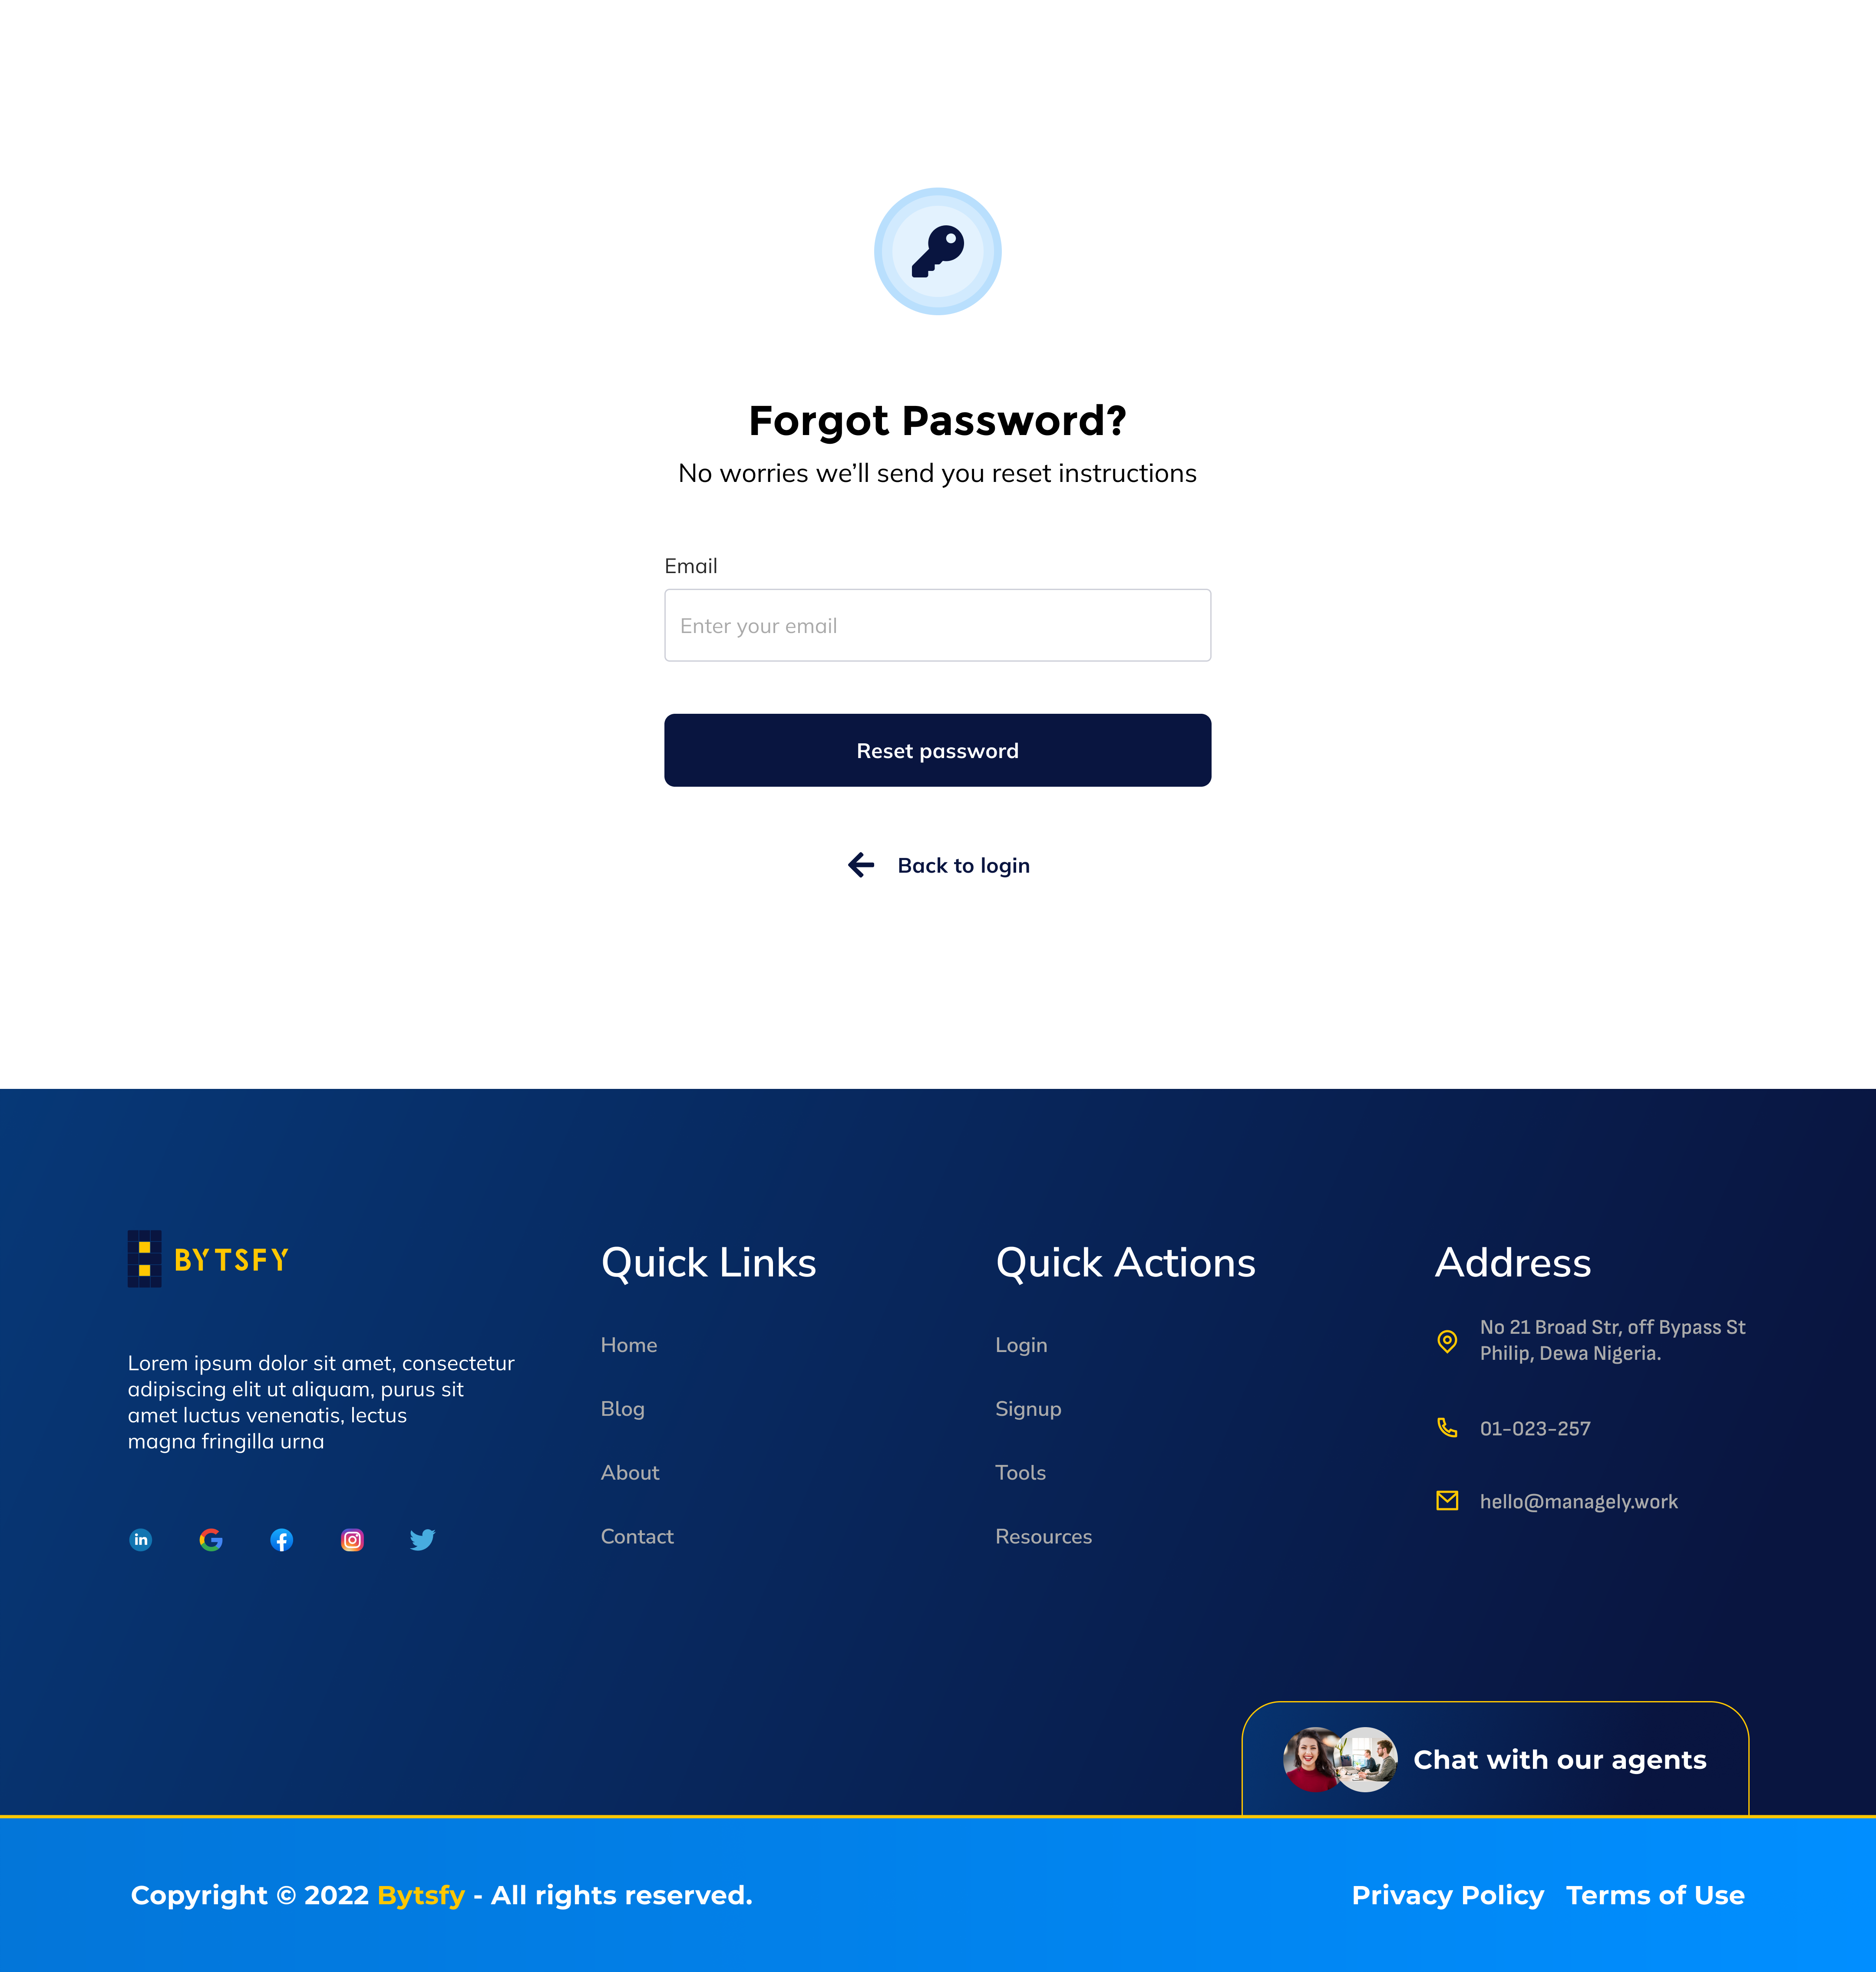 Forgot Password?
No worries we’ll send you reset instructions
Email
Enter your email
Reset password
Back to login
BYTSFY
Lorem ipsum dolor sit amet, consectetur
adipiscing elit ut aliquam, purus sit
amet luctus venenatis, lectus
magna fringilla urna
in
Quick Links
Home
Blog
About
Contact
Quick Actions
Login
Signup
Tools
Resources
Address
No 21 Broad Str, off Bypass St
Philip, Dewa Nigeria.
01-023-257
hello@managely.work
Chat with our agents
Copyright © 2022 Bytsfy - All rights reserved.
Privacy Policy Terms of Use